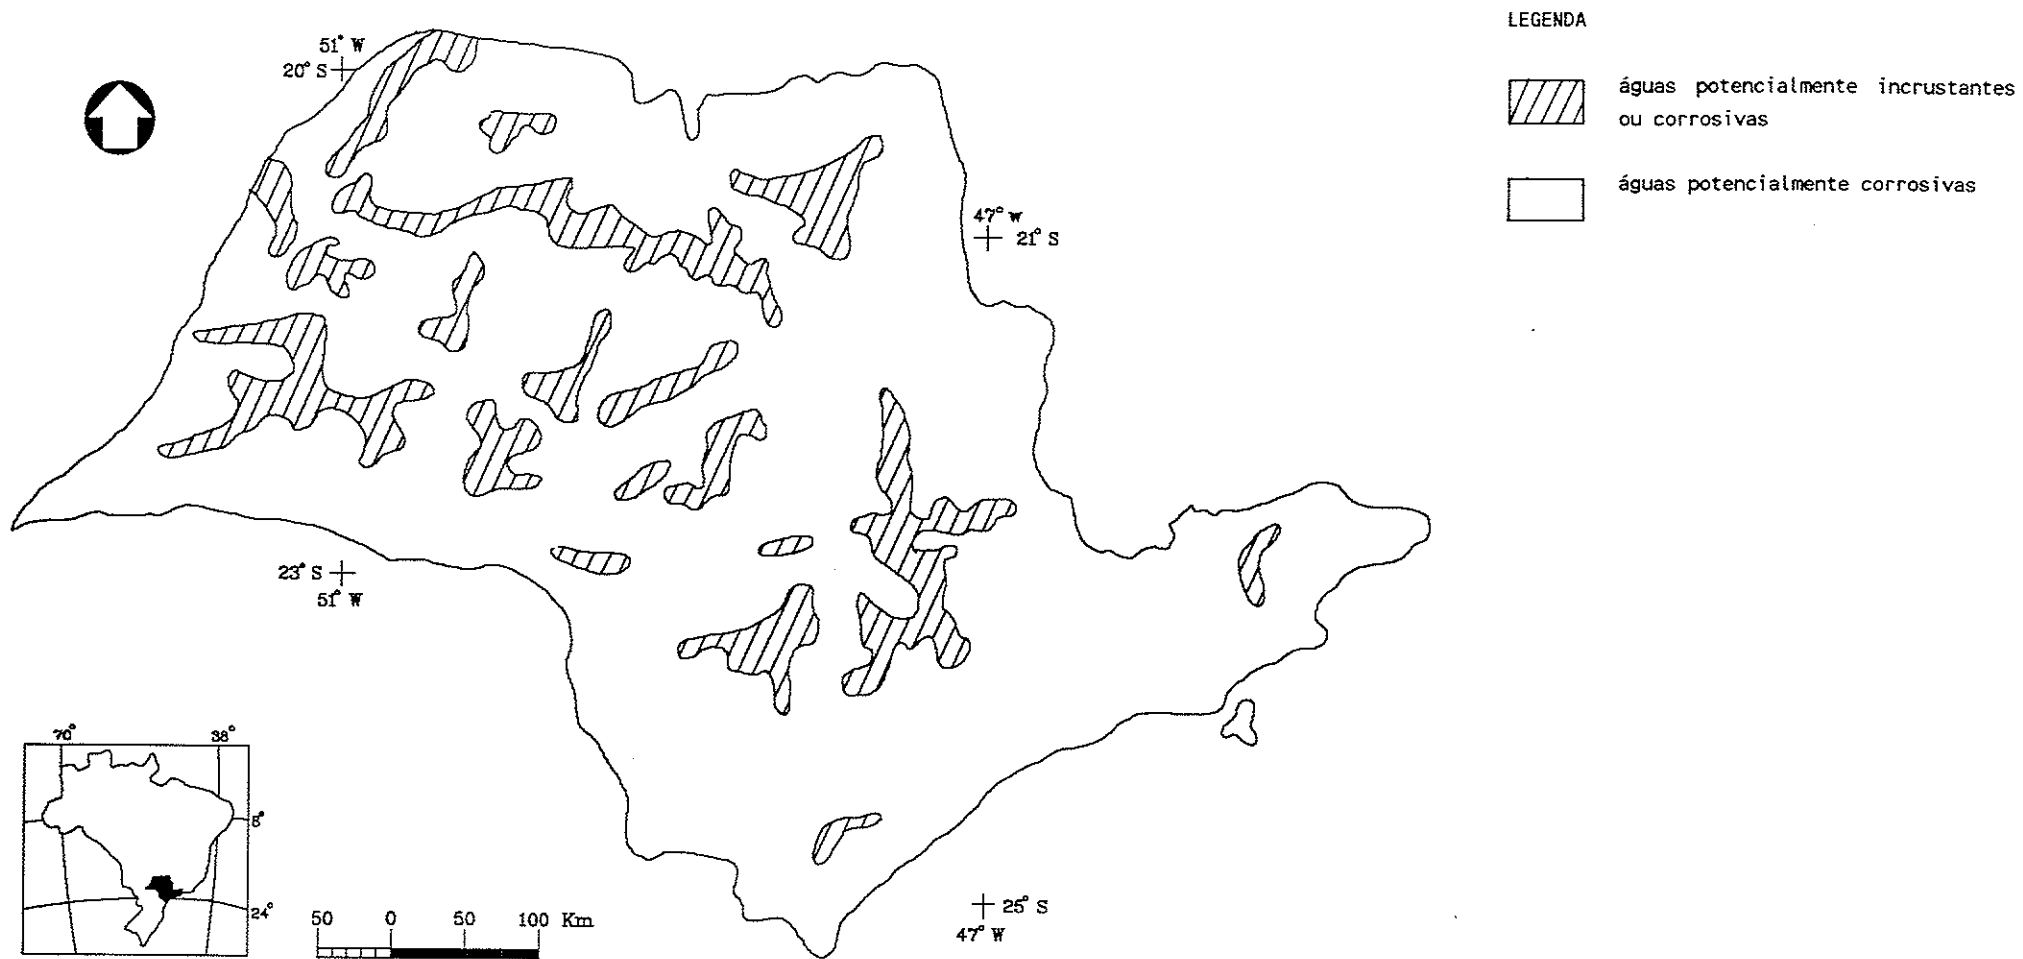 LEGENDA
águas potencialmente incrustantes
ou corrosivas
águas potencialmente corrosivas
51° W
20° S
47° W
21° S
23° S
51° W
70°
38°
5°
24°
50 0 50 100 Km
25° S
47° W